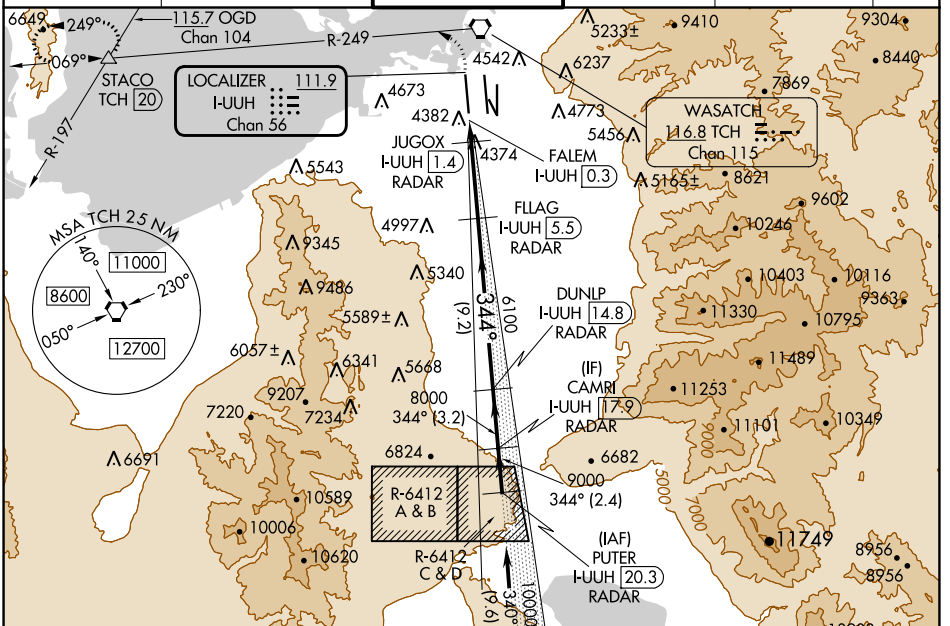 6649
249°
069°
115.7 OGD
Chan 104
R-249
STACO
TCH 20
R-197
LOCALIZER 111.9
I-UUH
Chan 56
4542
5233±
6237
9410
9304
8440
7869
4673
4382
4773
5456
WASATCH
116.8 TCH
Chan 115
JUGOX
I-UUH 1.4
RADAR
4374
FALEM
I-UUH 0.3
5543
5165±
8621
9602
MSA TCH 25 NM
140°
11000
8600
230°
050°
12700
9345
4997
FLLAG
I-UUH 5.5
RADAR
10246
9486
5340
10403
10116
9363
5589±
(9.2)
344°
6100
DUNLP
I-UUH 14.8
RADAR
11330
10795
6057±
6341
5668
11489
9207
7220
7234
8000
344° (3.2)
(IF)
CAMRI
I-UUH 17.9
RADAR
11253
11101
10349
9000
6691
6824
6682
5000
7000
9000
344° (2.4)
R-6412
A & B
10589
10006
10620
R-6412
C & D
(IAF)
PUTER
I-UUH 20.3
RADAR
11749
8956
8956
(9.6)
340°
10000